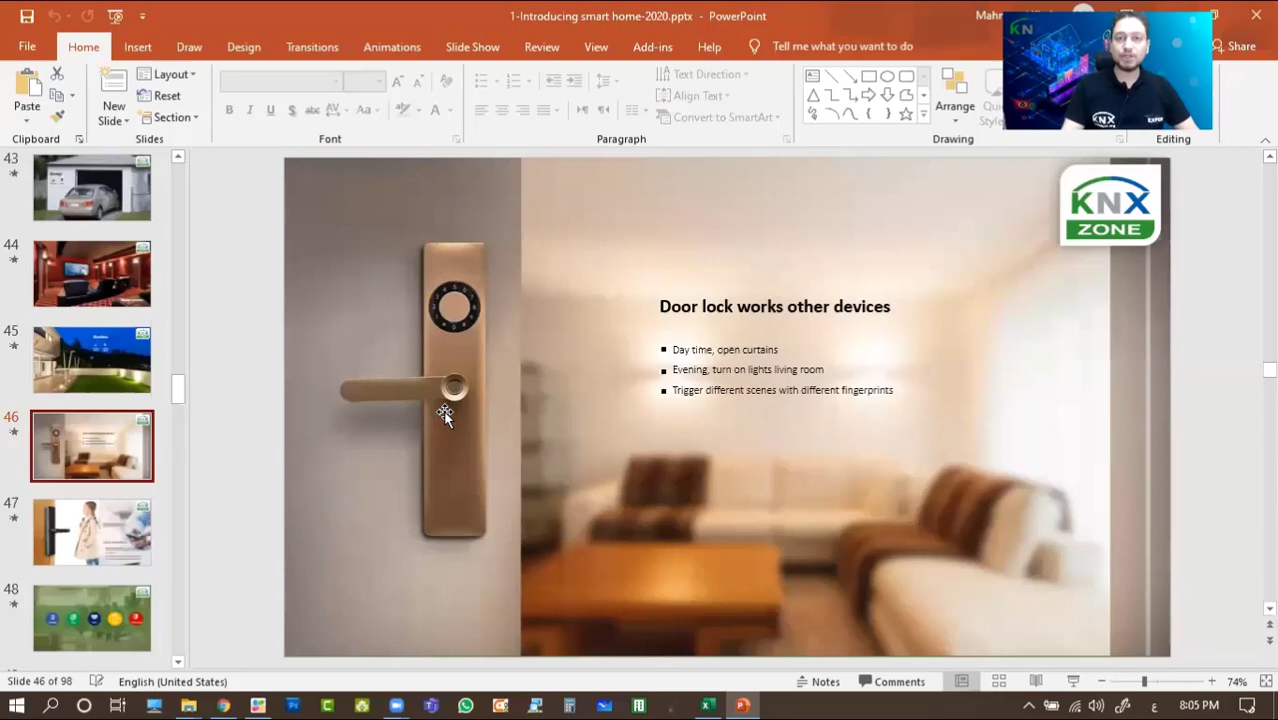 1-Introducing smart home-2020.pptx - PowerPoint
Mahm
File Home Insert Draw Design Transitions Animations Slide Show Review View Add-ins Help Tell me what you want to do Share
Paste
New
Slide
Layout
Reset
Section
Text Direction
Align Text
Convert to SmartArt
Arrange
Clipboard Slides Font Paragraph Drawing Editing
KN
KNX
43
44
45
46
47
48
KNX
ZONE
Door lock works other devices
Day time, open curtains
Evening, turn on lights living room
Trigger different scenes with different fingerprints
Slide 46 of 98 English (United States) Notes Comments 74%
ع 8:05 PM